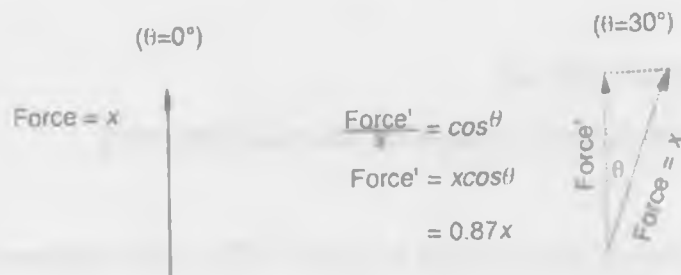 (θ=0°)
Force = x
Force'
x
= cosθ
Force' = xcosθ
= 0.87x
(θ=30°)
Force'
θ
Force = x